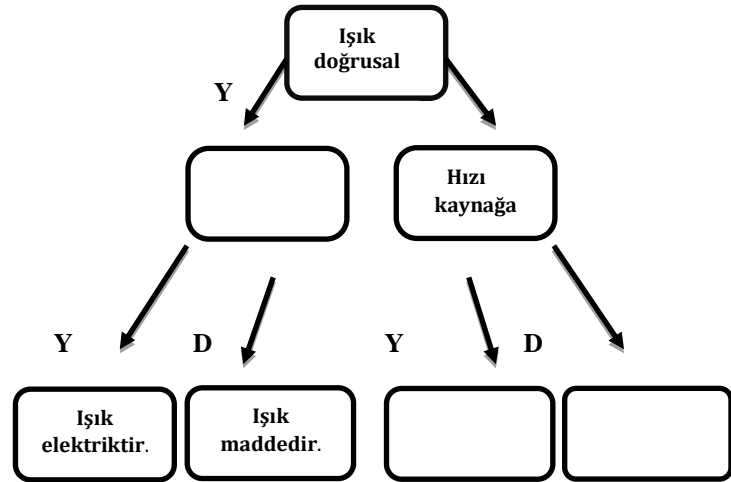 Işık
doğrusal
Y
Hızı
kaynağa
Y
D
Y
D
Işık
elektriktir.
Işık
maddedir.